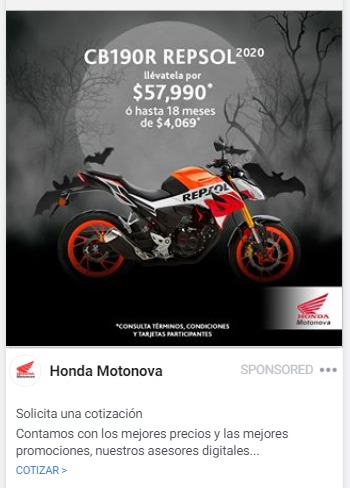 CB190R REPSOL2020
llévatela por
$57,990*
ó hasta 18 meses
de $4,069*
REPSOL
HONDA
Motonova
*CONSULTA TÉRMINOS, CONDICIONES
Y TARJETAS PARTICIPANTES
Honda Motonova
SPONSORED
Solicita una cotización
Contamos con los mejores precios y las mejores
promociones, nuestros asesores digitales...
COTIZAR >